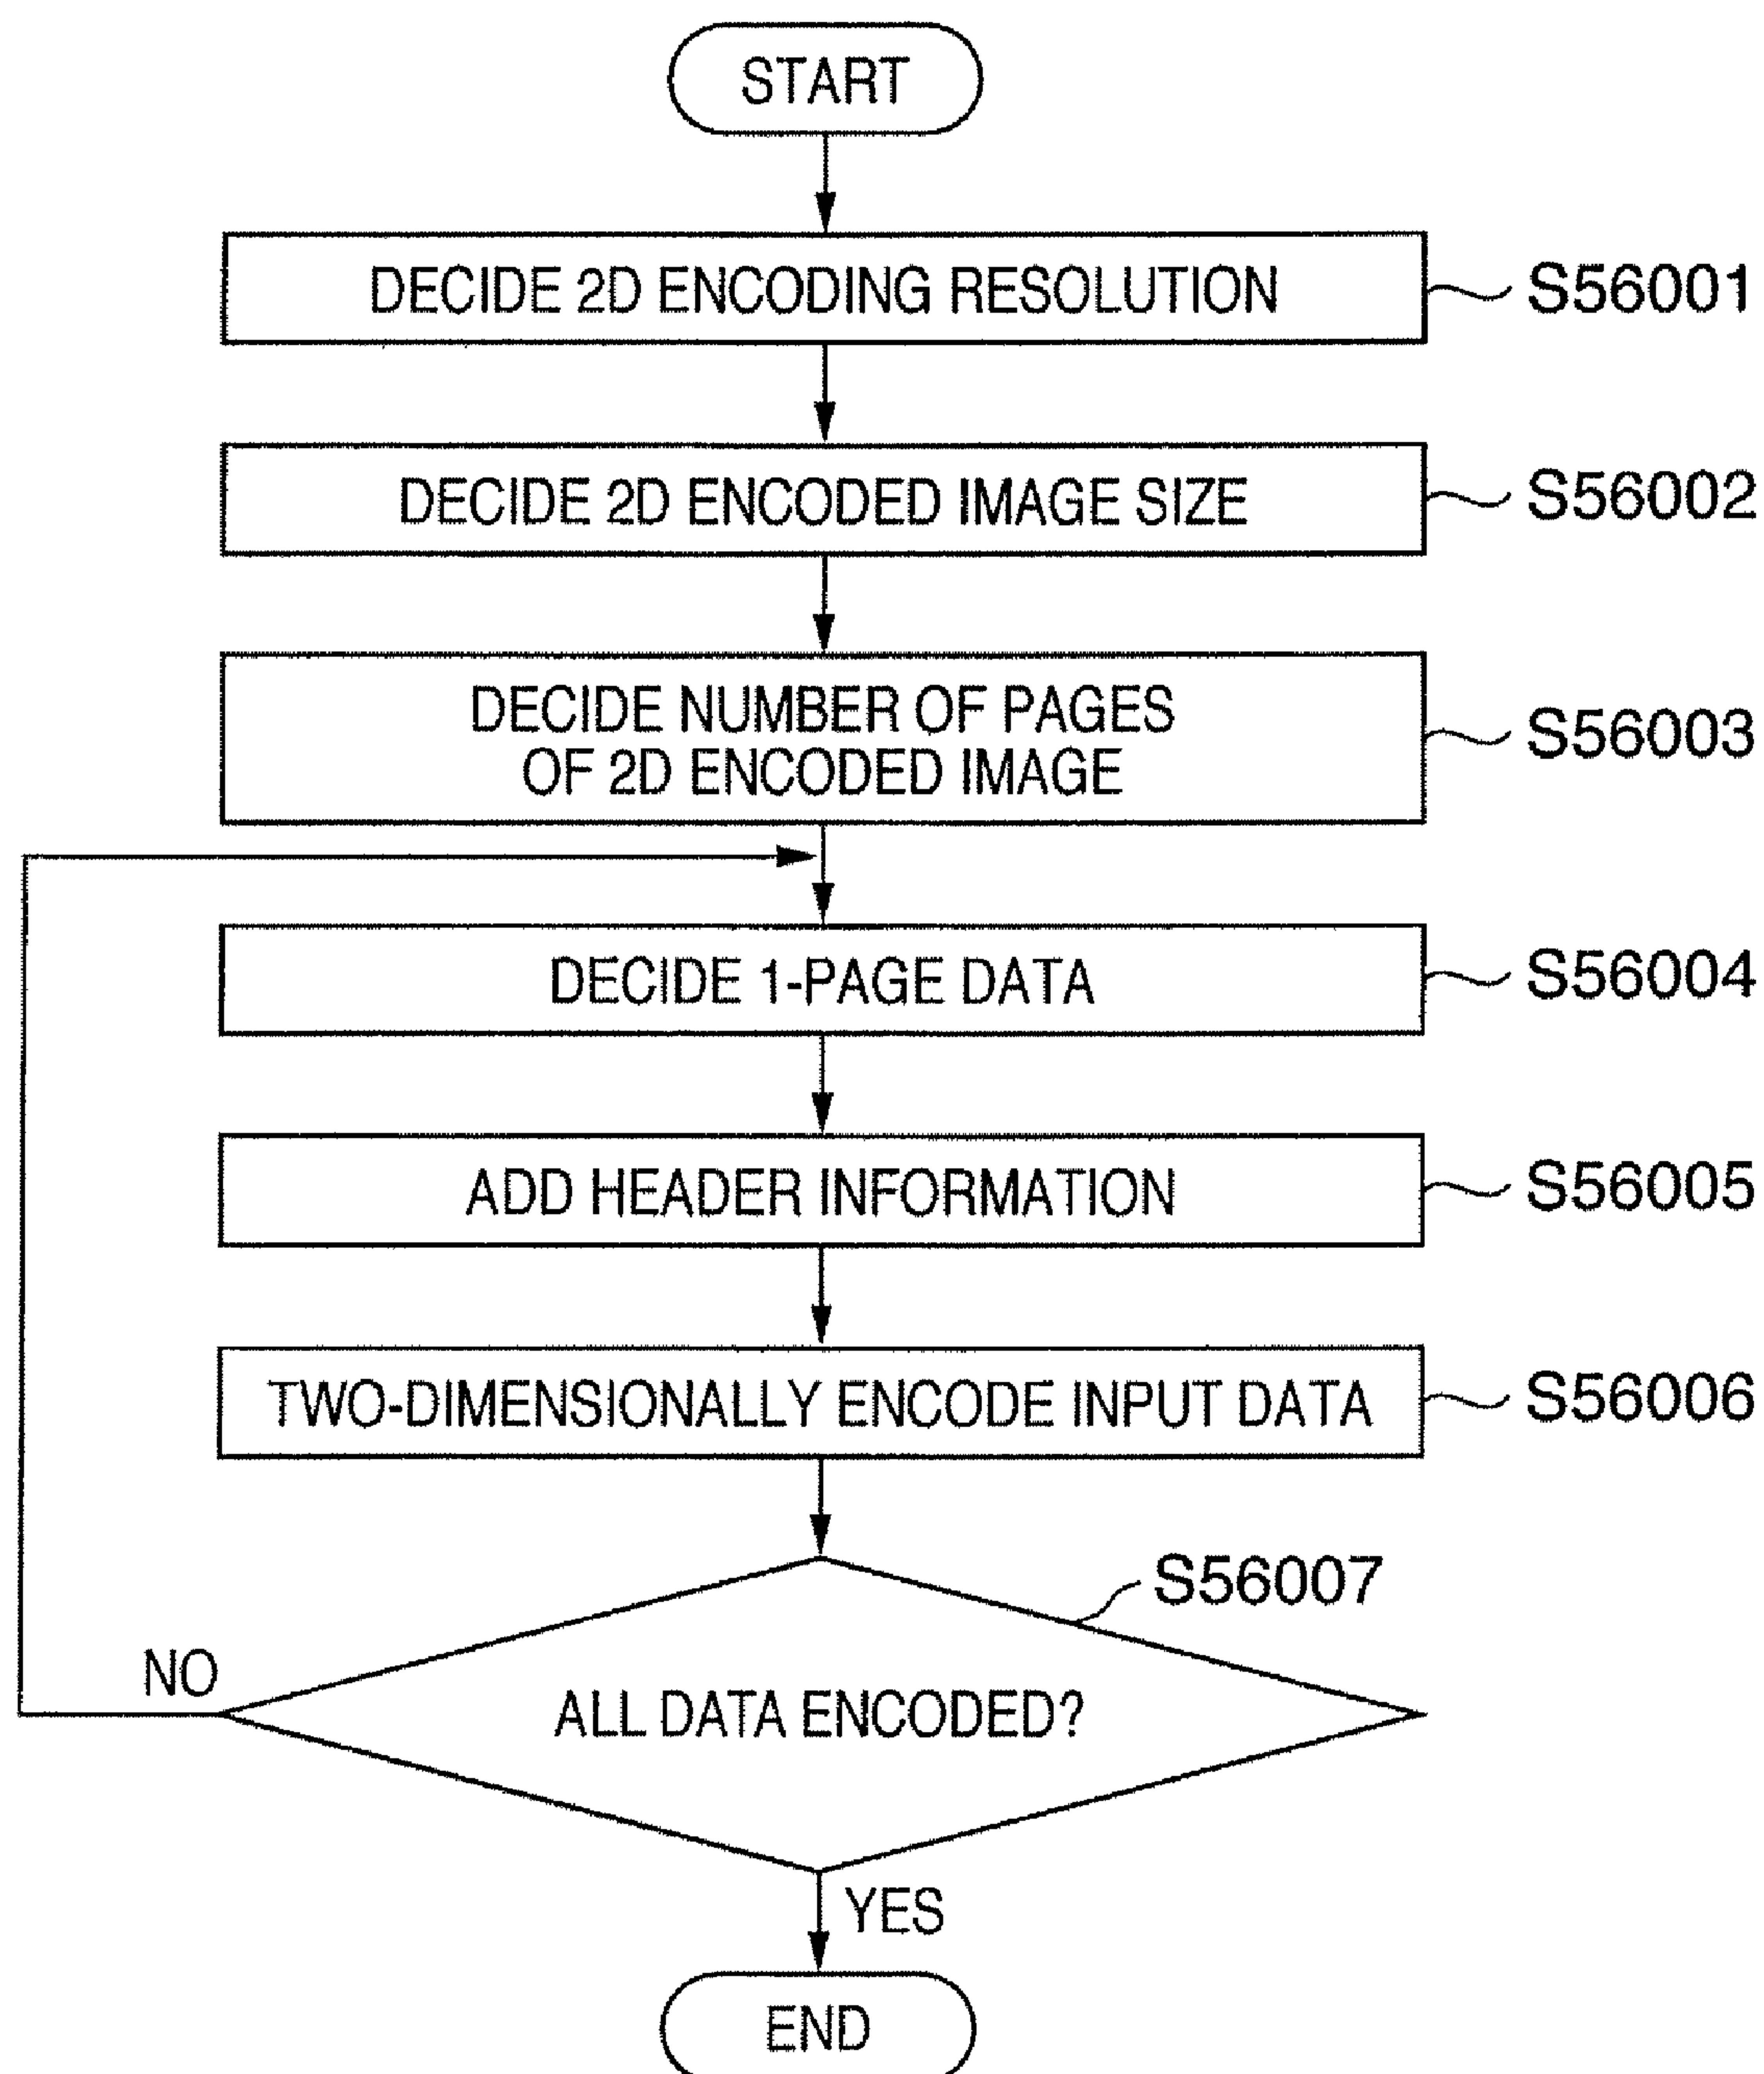 START
DECIDE 2D ENCODING RESOLUTION
S56001
DECIDE 2D ENCODED IMAGE SIZE
S56002
DECIDE NUMBER OF PAGES
OF 2D ENCODED IMAGE
S56003
DECIDE 1-PAGE DATA
S56004
ADD HEADER INFORMATION
S56005
TWO-DIMENSIONALLY ENCODE INPUT DATA
S56006
S56007
NO
ALL DATA ENCODED?
YES
END